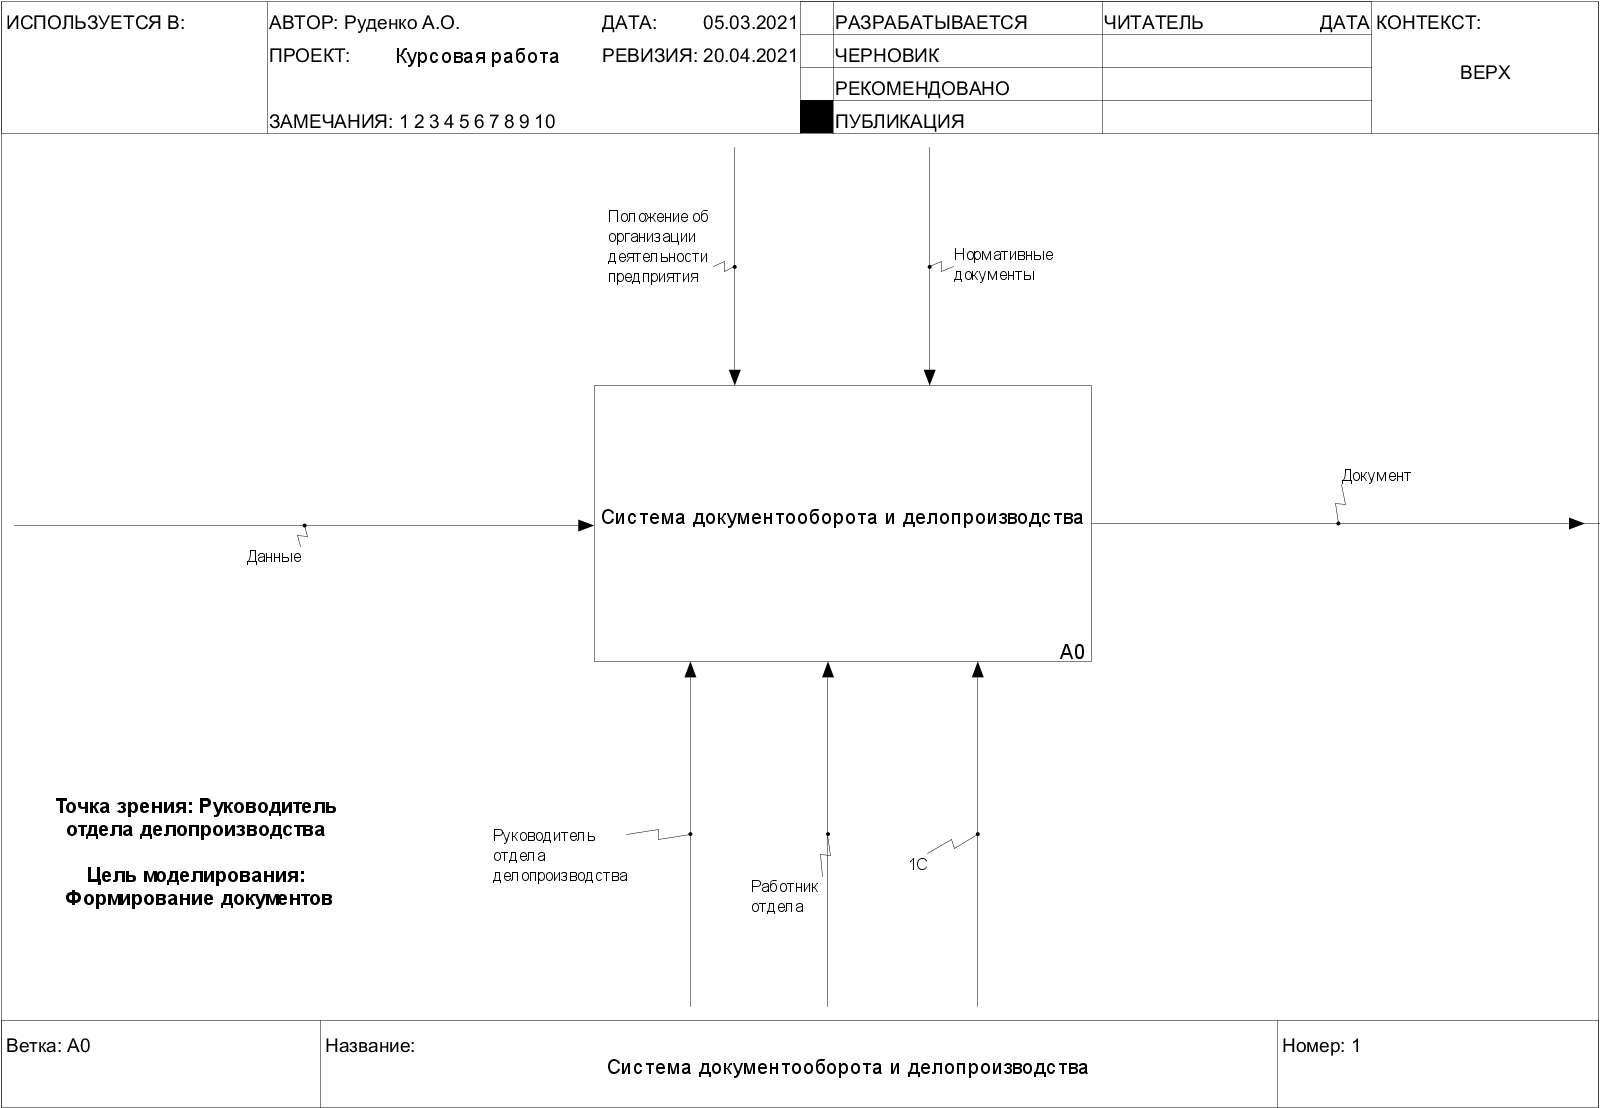 ИСПОЛЬЗУЕТСЯ В:
АВТОР: Руденко А.О.
ДАТА: 05.03.2021
ПРОЕКТ: Курсовая работа
РЕВИЗИЯ: 20.04.2021
ЗАМЕЧАНИЯ: 1 2 3 4 5 6 7 8 9 10
РАЗРАБАТЫВАЕТСЯ
ЧЕРНОВИК
РЕКОМЕНДОВАНО
ПУБЛИКАЦИЯ
ЧИТАТЕЛЬ
ДАТА
КОНТЕКСТ:
ВЕРХ
Положение об
организации
деятельности
предприятия
Нормативные
документы
Данные
Система документооборота и делопроизводства
A0
Документ
Точка зрения: Руководитель
отдела делопроизводства
Цель моделирования:
Формирование документов
Руководитель
отдела
делопроизводства
Работник
отдела
1С
Ветка: A0
Название:
Система документооборота и делопроизводства
Номер: 1